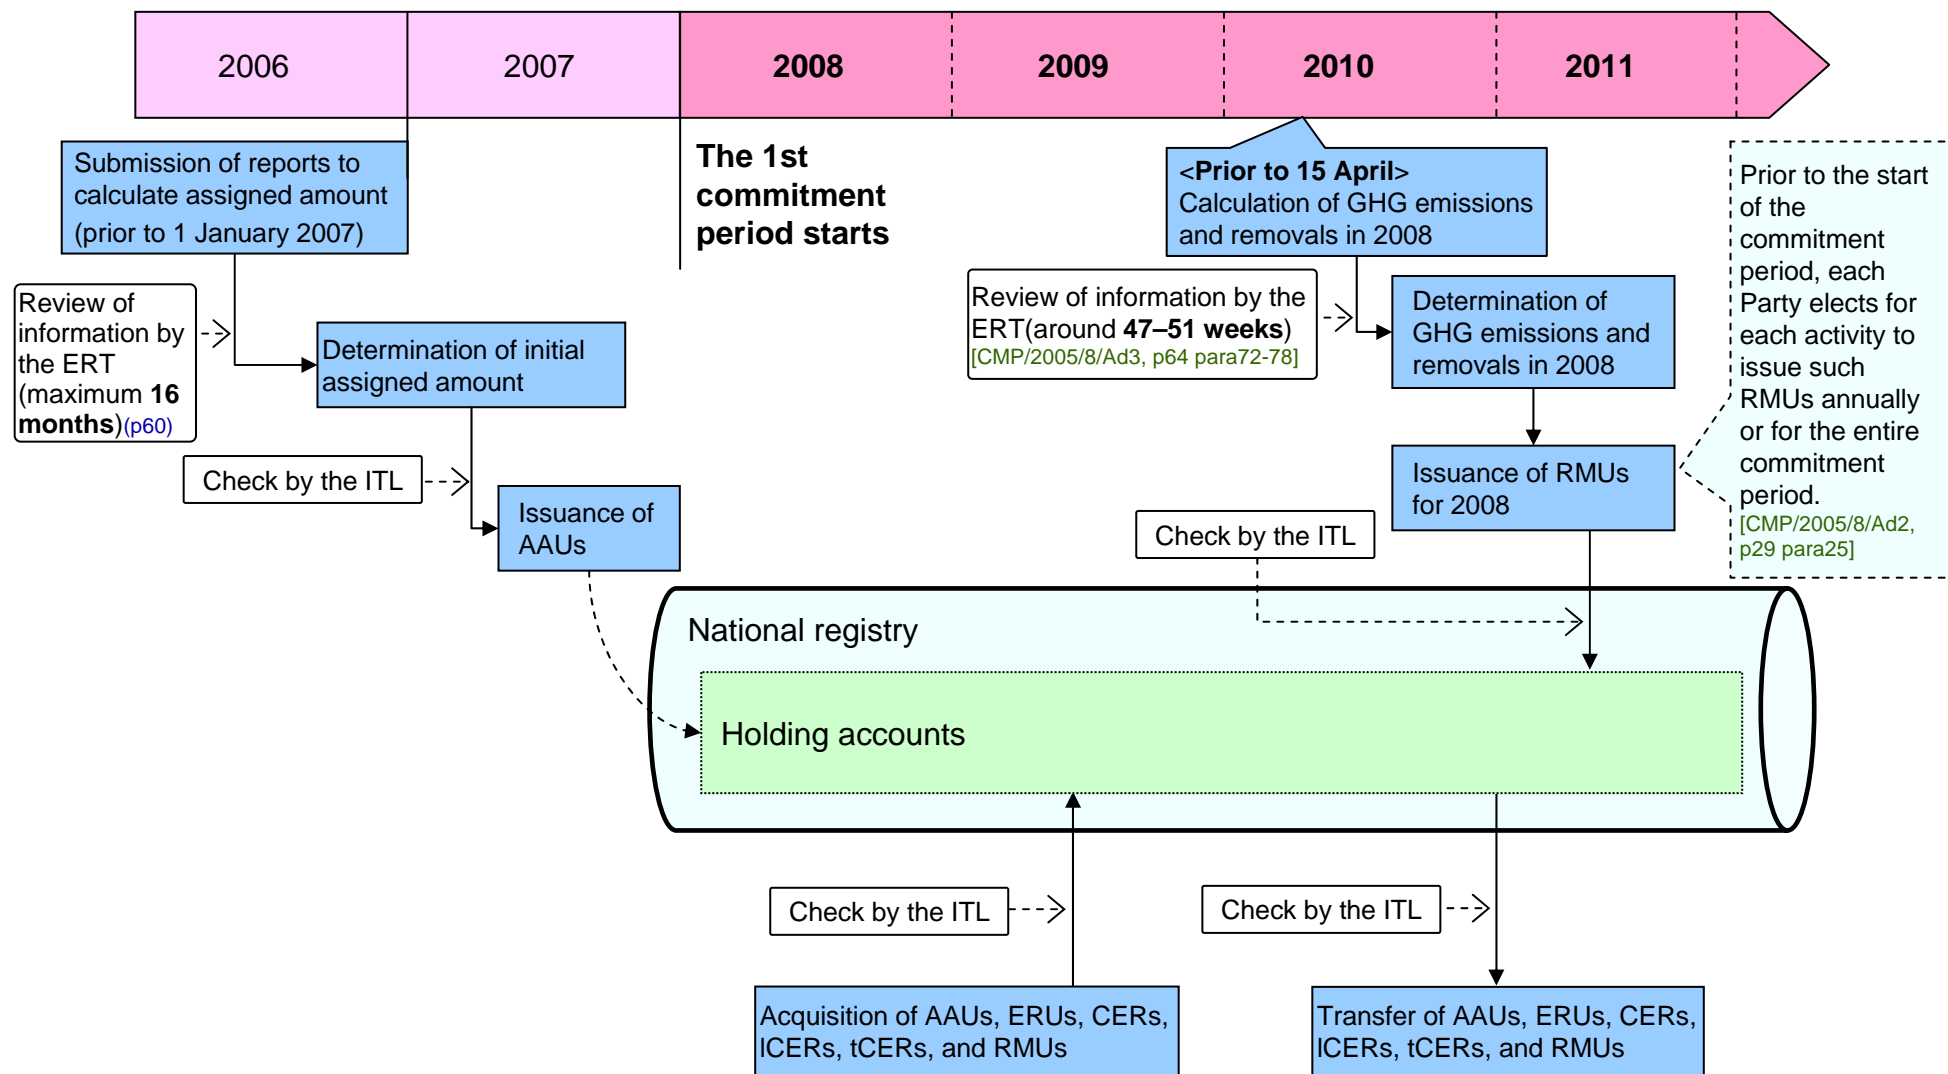 2006
2007
2008
2009
2010
2011
Submission of reports to
calculate assigned amount
(prior to 1 January 2007)
The 1st
commitment
period starts
<Prior to 15 April>
Calculation of GHG emissions
and removals in 2008
Prior to the start
of the
commitment
period, each
Party elects for
each activity to
issue such
RMUs annually
or for the entire
commitment
period.
[CMP/2005/8/Ad2,
p29 para25]
Review of
information by
the ERT
(maximum 16
months)(p60)
Determination of initial
assigned amount
Review of information by the
ERT(around 47–51 weeks)
[CMP/2005/8/Ad3, p64 para72-78]
Determination of
GHG emissions and
removals in 2008
Check by the ITL
Issuance of
AAUs
Issuance of RMUs
for 2008
Check by the ITL
National registry
Holding accounts
Check by the ITL
Check by the ITL
Acquisition of AAUs, ERUs, CERs,
lCERs, tCERs, and RMUs
Transfer of AAUs, ERUs, CERs,
lCERs, tCERs, and RMUs